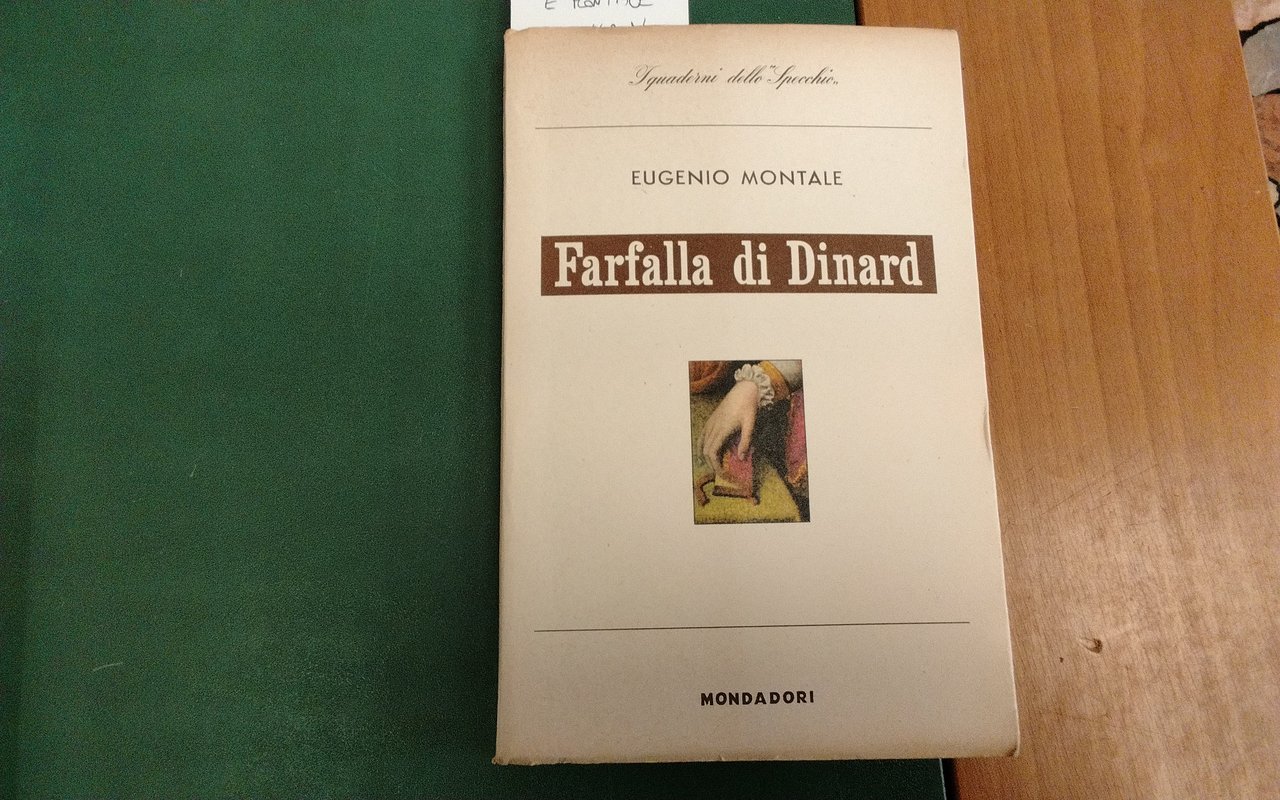 I quaderni dello "Specchio„
EUGENIO MONTALE
Farfalla di Dinard
MONDADORI